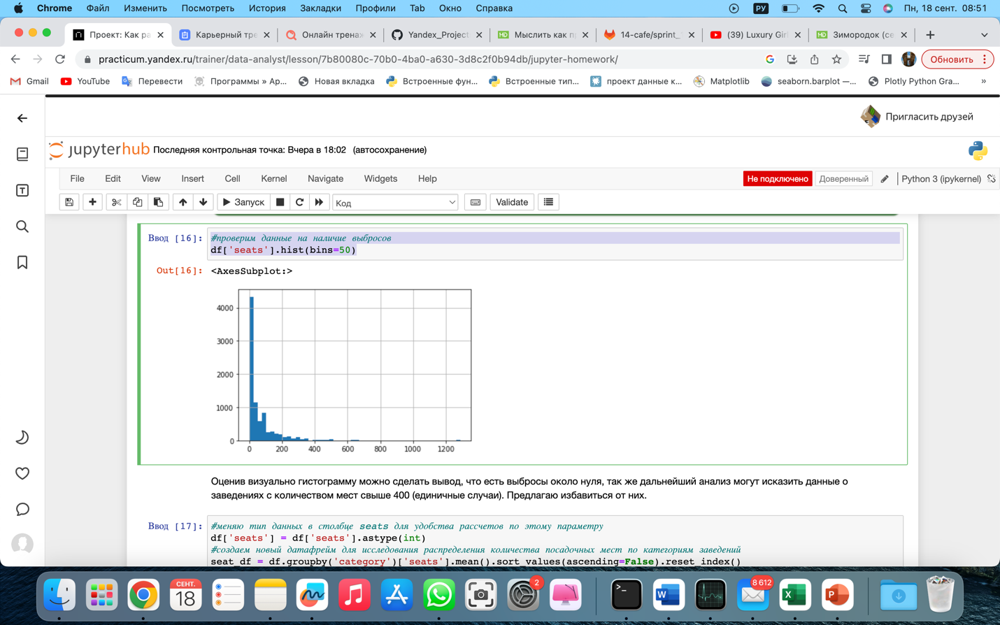 Chrome Файл Изменить Посмотреть История Закладки Профили Tab Окно Справка РУ Пн, 18 сент. 08:51
Проект: Как ра Карьерный тре Онлайн тренаж Yandex_Project Мыслить как п 14-cafe/sprint_ (39) Luxury Girl Зимородок (се
practicum.yandex.ru/trainer/data-analyst/lesson/7b80080c-70b0-4ba0-a630-3d8c2f0b94db/jupyter-homework/ Обновить
Gmail YouTube Перевести Программы » Ap... Новая вкладка Встроенные фун... Встроенные тип... проект данные к... Matplotlib seaborn.barplot —... Plotly Python Gra... »
Пригласить друзей
jupyterhub Последняя контрольная точка: Вчера в 18:02 (автосохранение)
File Edit View Insert Cell Kernel Navigate Widgets Help Не подключено Доверенный Python 3 (ipykernel)
Запуск Код Validate
Ввод [16]: #проверим данные на наличие выбросов
df['seats'].hist(bins=50)
Out[16]: <AxesSubplot:>
4000
3000
2000
1000
0
0 200 400 600 800 1000 1200
Оценив визуально гистограмму можно сделать вывод, что есть выбросы около нуля, так же дальнейший анализ могут исказить данные о
заведениях с количеством мест свыше 400 (единичные случаи). Предлагаю избавиться от них.
Ввод [17]: #меняю тип данных в столбце seats для удобства рассчетов по этому параметру
df['seats'] = df['seats'].astype(int)
#создаем новый датафрейм для исследования распределения количества посадочных мест по категориям заведений
seat_df = df.groupby('category')['seats'].mean().sort_values(ascending=False).reset_index()
СЕНТ.
18
2
8 612
W
X
P